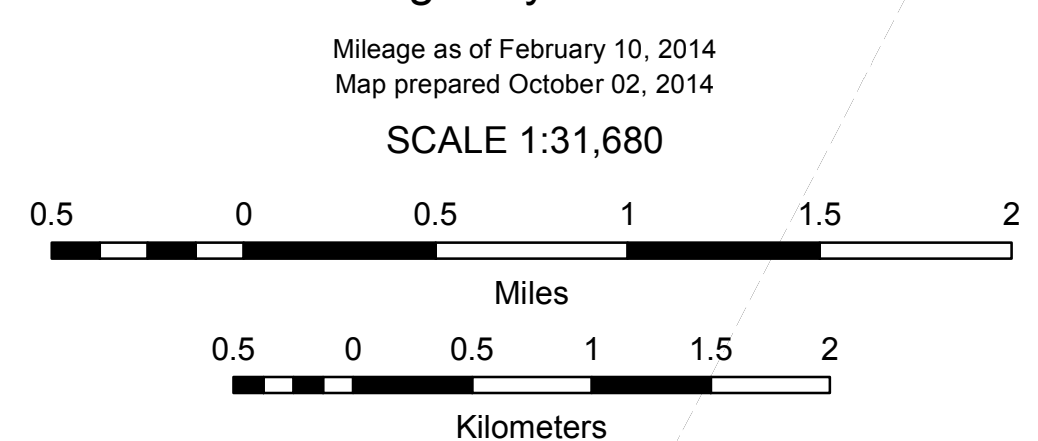 Mileage as of February 10, 2014
Map prepared October 02, 2014
SCALE 1:31,680
0.5 0 0.5 1 1.5 2
Miles
0.5 0 0.5 1 1.5 2
Kilometers